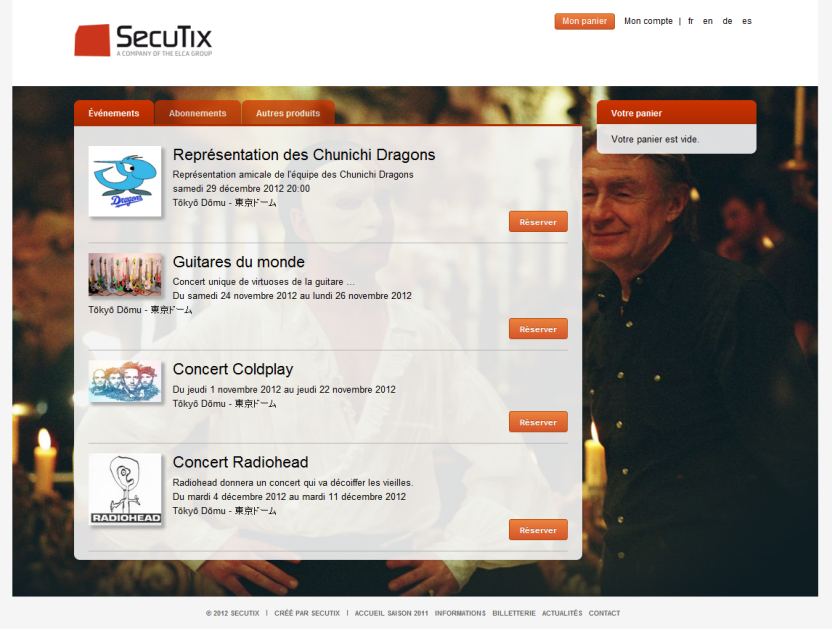 SECUTIX
A COMPANY OF THE ELCA GROUP
Mon panier Mon compte | fr en de es
Événements Abonnements Autres produits
Votre panier
Votre panier est vide.
Représentation des Chunichi Dragons
Représentation amicale de l'équipe des Chunichi Dragons
samedi 29 décembre 2012 20:00
Tōkyō Dōmu - 東京ドーム
Dragons
Réserver
Guitares du monde
Concert unique de virtuoses de la guitare ...
Du samedi 24 novembre 2012 au lundi 26 novembre 2012
Tōkyō Dōmu - 東京ドーム
Réserver
Concert Coldplay
Du jeudi 1 novembre 2012 au jeudi 22 novembre 2012
Tōkyō Dōmu - 東京ドーム
Réserver
Concert Radiohead
Radiohead donnera un concert qui va décoiffer les vieilles.
Du mardi 4 décembre 2012 au mardi 11 décembre 2012
Tōkyō Dōmu - 東京ドーム
RADIOHEAD
Réserver
© 2012 SECUTIX | CRÉÉ PAR SECUTIX | ACCUEIL SAISON 2011 INFORMATIONS BILLETTERIE ACTUALITÉS CONTACT